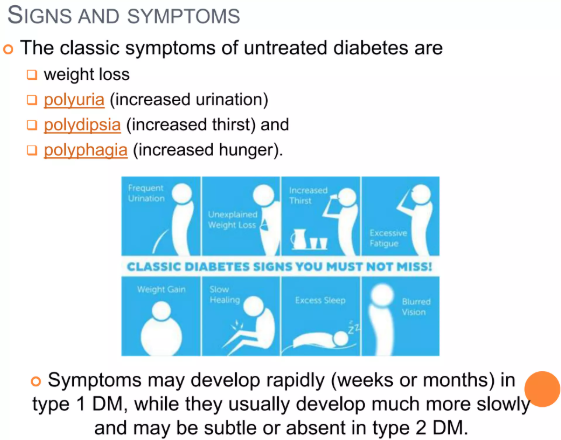 SIGNS AND SYMPTOMS
The classic symptoms of untreated diabetes are
weight loss
polyuria (increased urination)
polydipsia (increased thirst) and
polyphagia (increased hunger).
Frequent
Urination
Unexplained
Weight Loss
Increased
Thirst
Excessive
Fatigue
CLASSIC DIABETES SIGNS YOU MUST NOT MISS!
Weight Gain
Slow
Healing
Excess Sleep
zZZ
Blurred
Vision
Symptoms may develop rapidly (weeks or months) in
type 1 DM, while they usually develop much more slowly
and may be subtle or absent in type 2 DM.